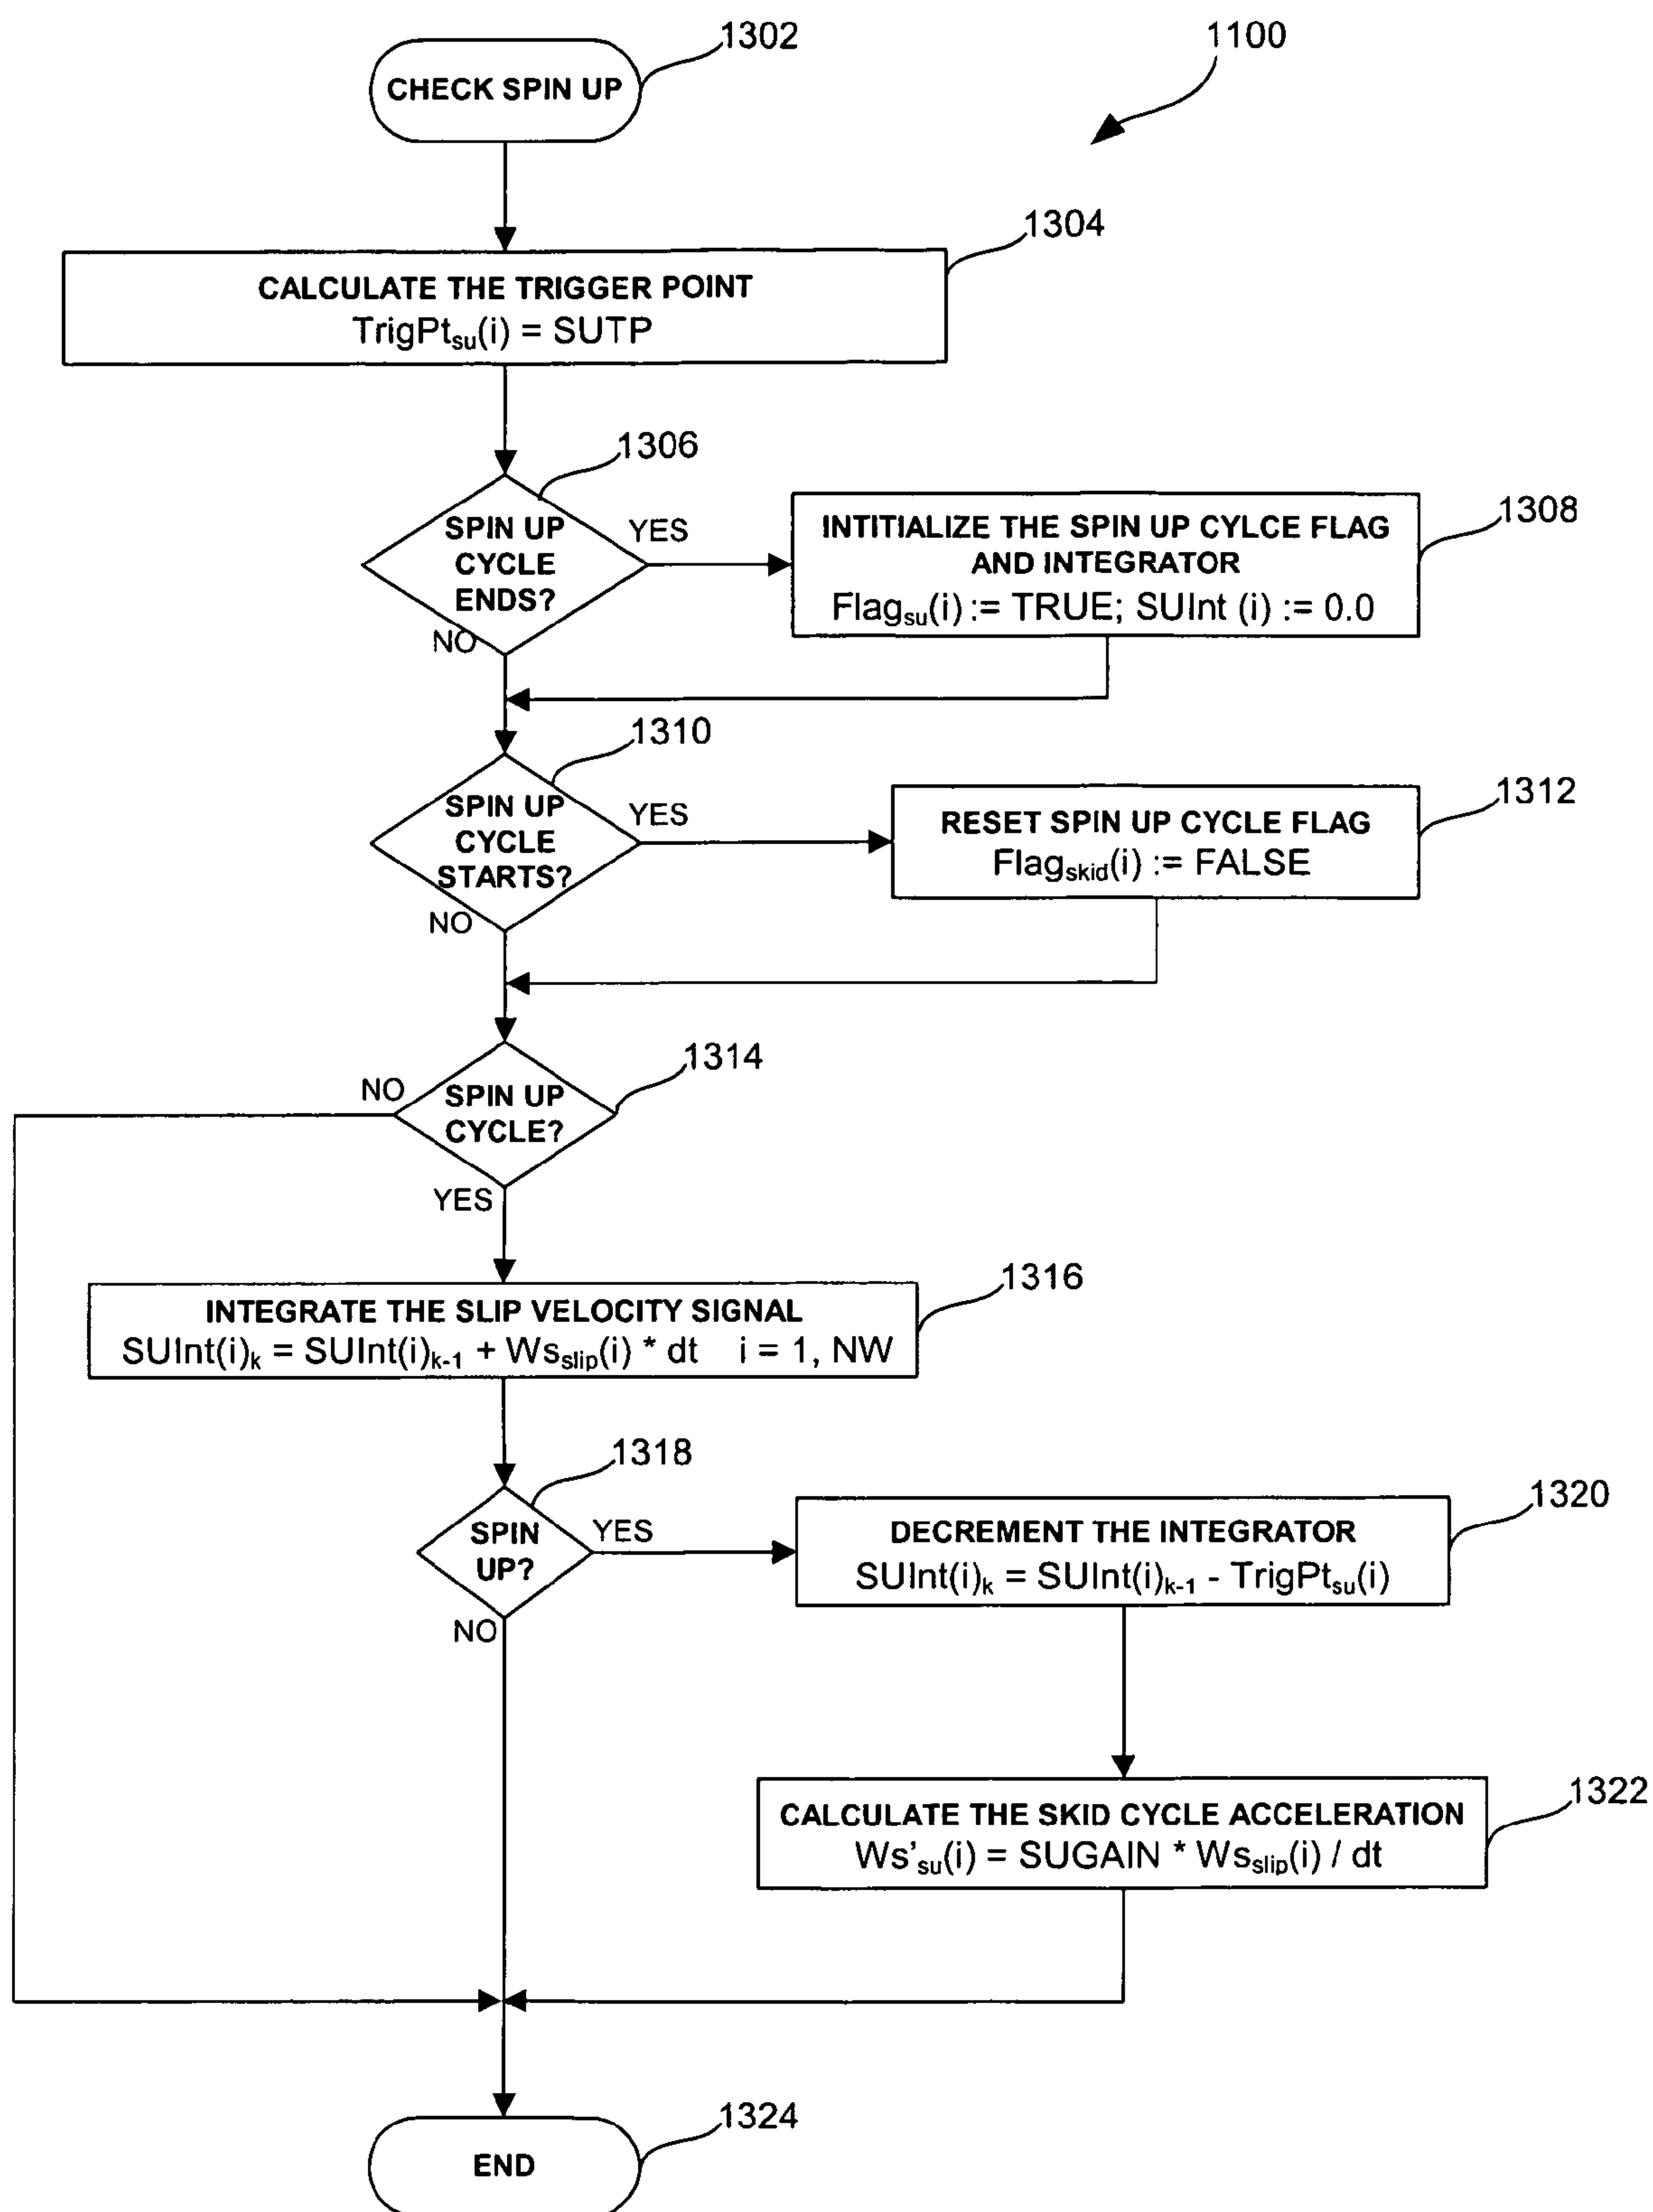 1302
1100
CHECK SPIN UP
1304
CALCULATE THE TRIGGER POINT
TrigPtsu(i) = SUTP
1306
SPIN UP
CYCLE
ENDS?
YES
NO
1308
INTITIALIZE THE SPIN UP CYLCE FLAG
AND INTEGRATOR
Flagsu(i) := TRUE; SUInt (i) := 0.0
1310
SPIN UP
CYCLE
STARTS?
YES
NO
1312
RESET SPIN UP CYCLE FLAG
Flagskid(i) := FALSE
1314
NO
SPIN UP
CYCLE?
YES
1316
INTEGRATE THE SLIP VELOCITY SIGNAL
SUInt(i)k = SUInt(i)k-1 + Wsslip(i) * dt i = 1, NW
1318
SPIN
UP?
YES
NO
1320
DECREMENT THE INTEGRATOR
SUInt(i)k = SUInt(i)k-1 - TrigPtsu(i)
1322
CALCULATE THE SKID CYCLE ACCELERATION
Ws’su(i) = SUGAIN * Wsslip(i) / dt
1324
END